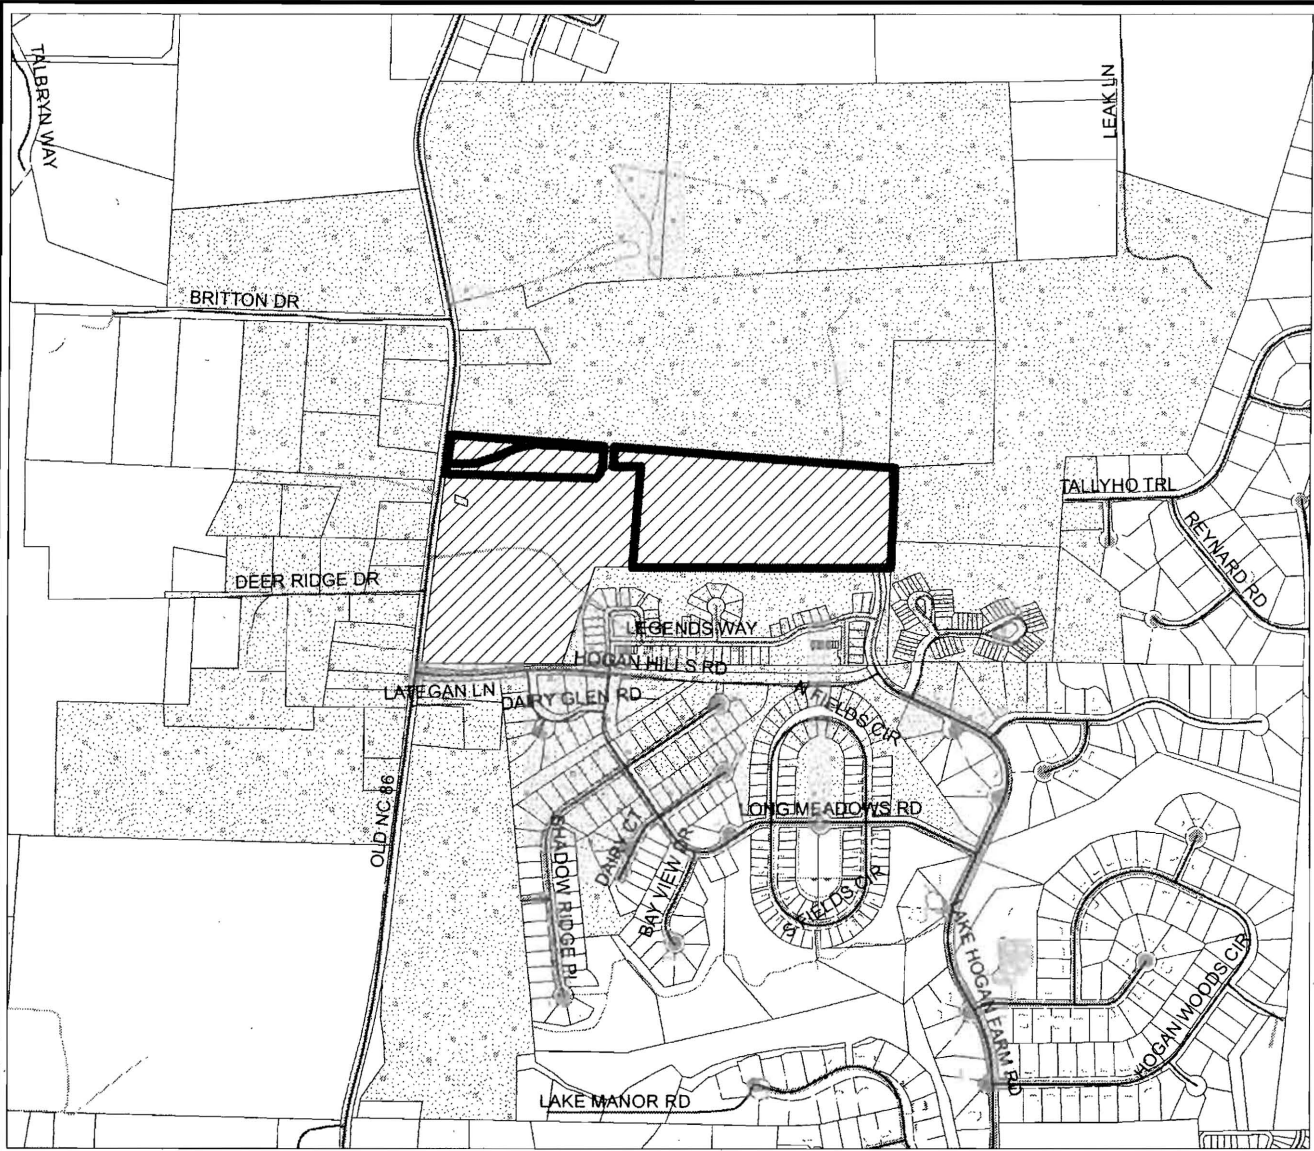 TALBRYN WAY
LEAK LN
BRITTON DR
TALLYHO TRL
REYNARD RD
DEER RIDGE DR
LEGENDS WAY
HOGAN HILLS RD
LATEGAN LN
DAIRY GLEN RD
N FIELDS CIR
OLD NC 86
LONG MEADOWS RD
SHADOW RIDGE PL
DAIRY CT
BAY VIEW DR
S FIELDS CIR
LAKE HOGAN FARM RD
HOGAN WOODS CIR
LAKE MANOR RD